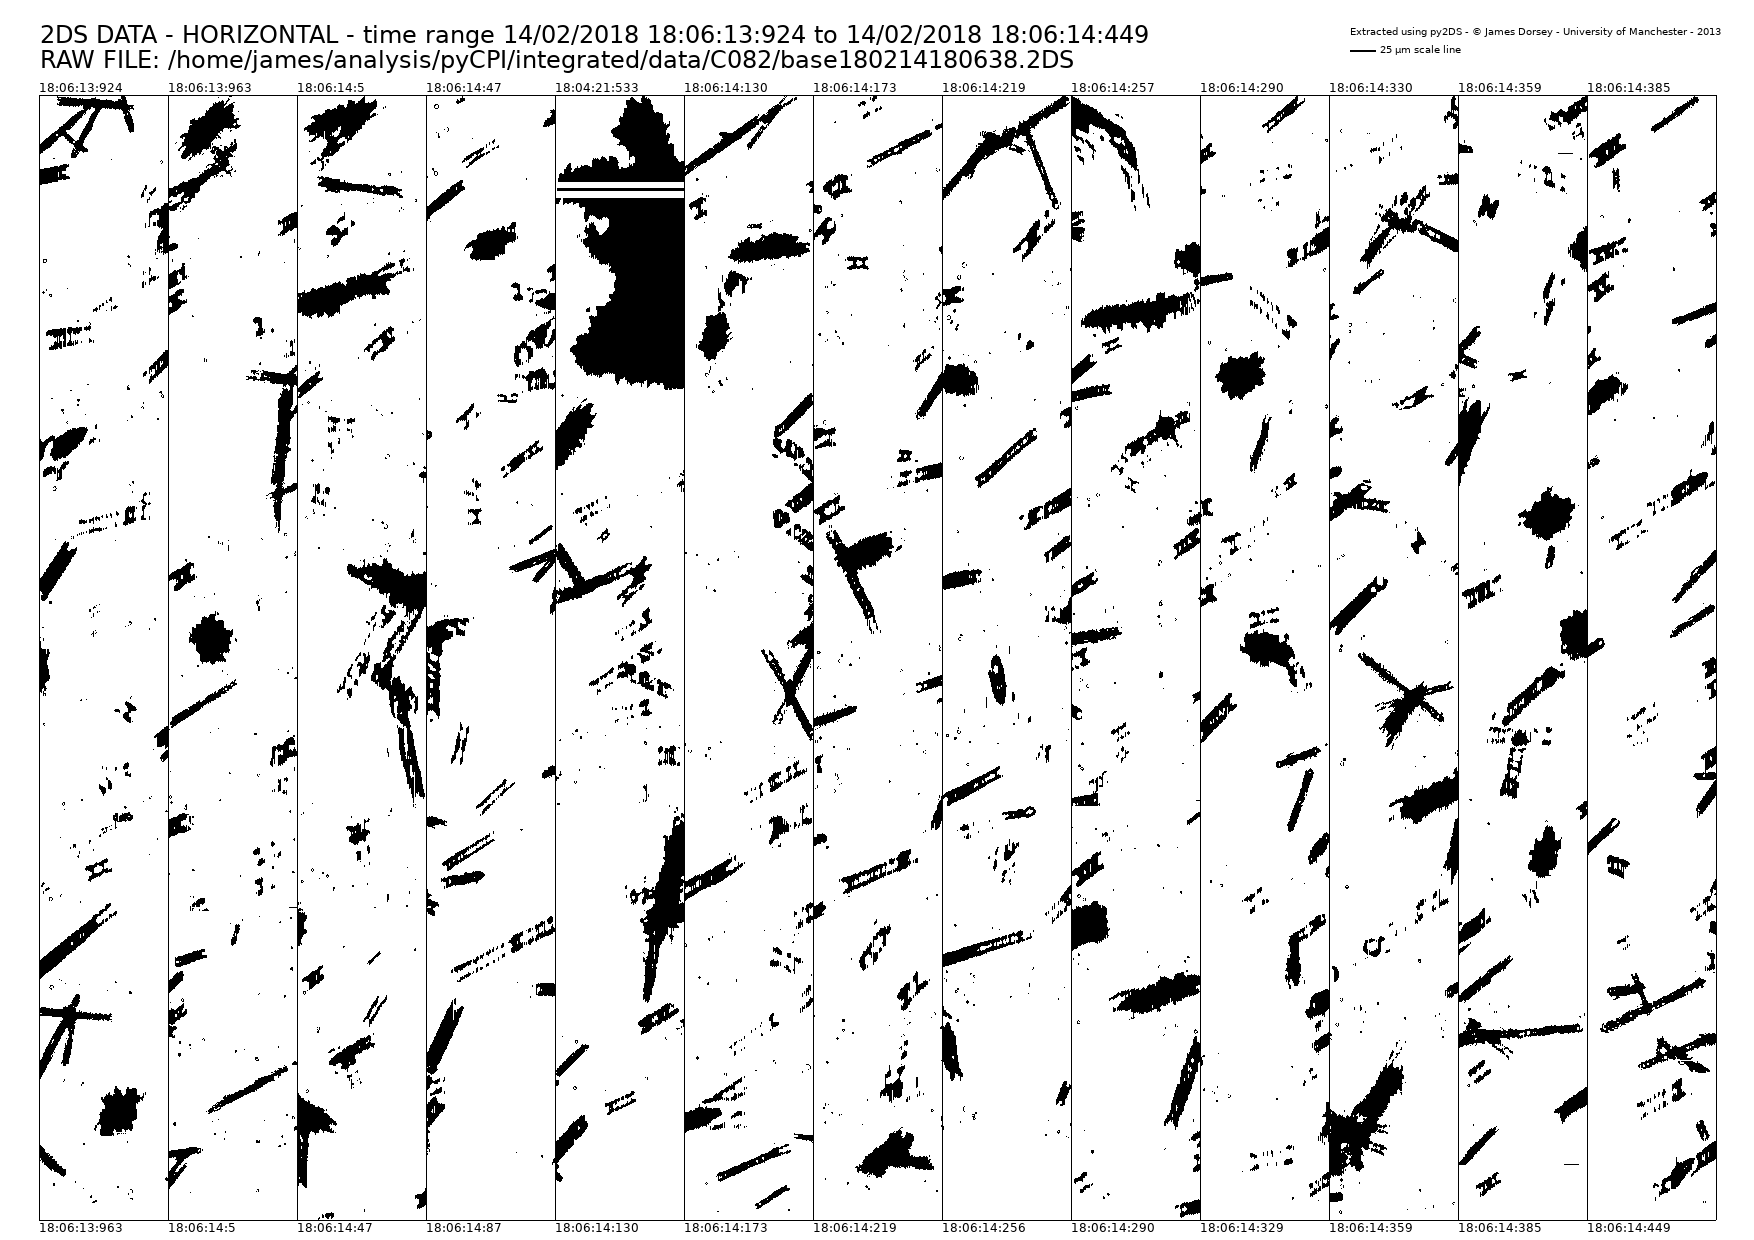 2DS DATA - HORIZONTAL - time range 14/02/2018 18:06:13:924 to 14/02/2018 18:06:14:449
RAW FILE: /home/james/analysis/pyCPI/integrated/data/C082/base180214180638.2DS
Extracted using py2DS - © James Dorsey - University of Manchester - 2013
25 µm scale line
18:06:13:924 18:06:13:963 18:06:14:5 18:06:14:47 18:04:21:533 18:06:14:130 18:06:14:173 18:06:14:219 18:06:14:257 18:06:14:290 18:06:14:330 18:06:14:359 18:06:14:385
18:06:13:963 18:06:14:5 18:06:14:47 18:06:14:87 18:06:14:130 18:06:14:173 18:06:14:219 18:06:14:256 18:06:14:290 18:06:14:329 18:06:14:359 18:06:14:385 18:06:14:449